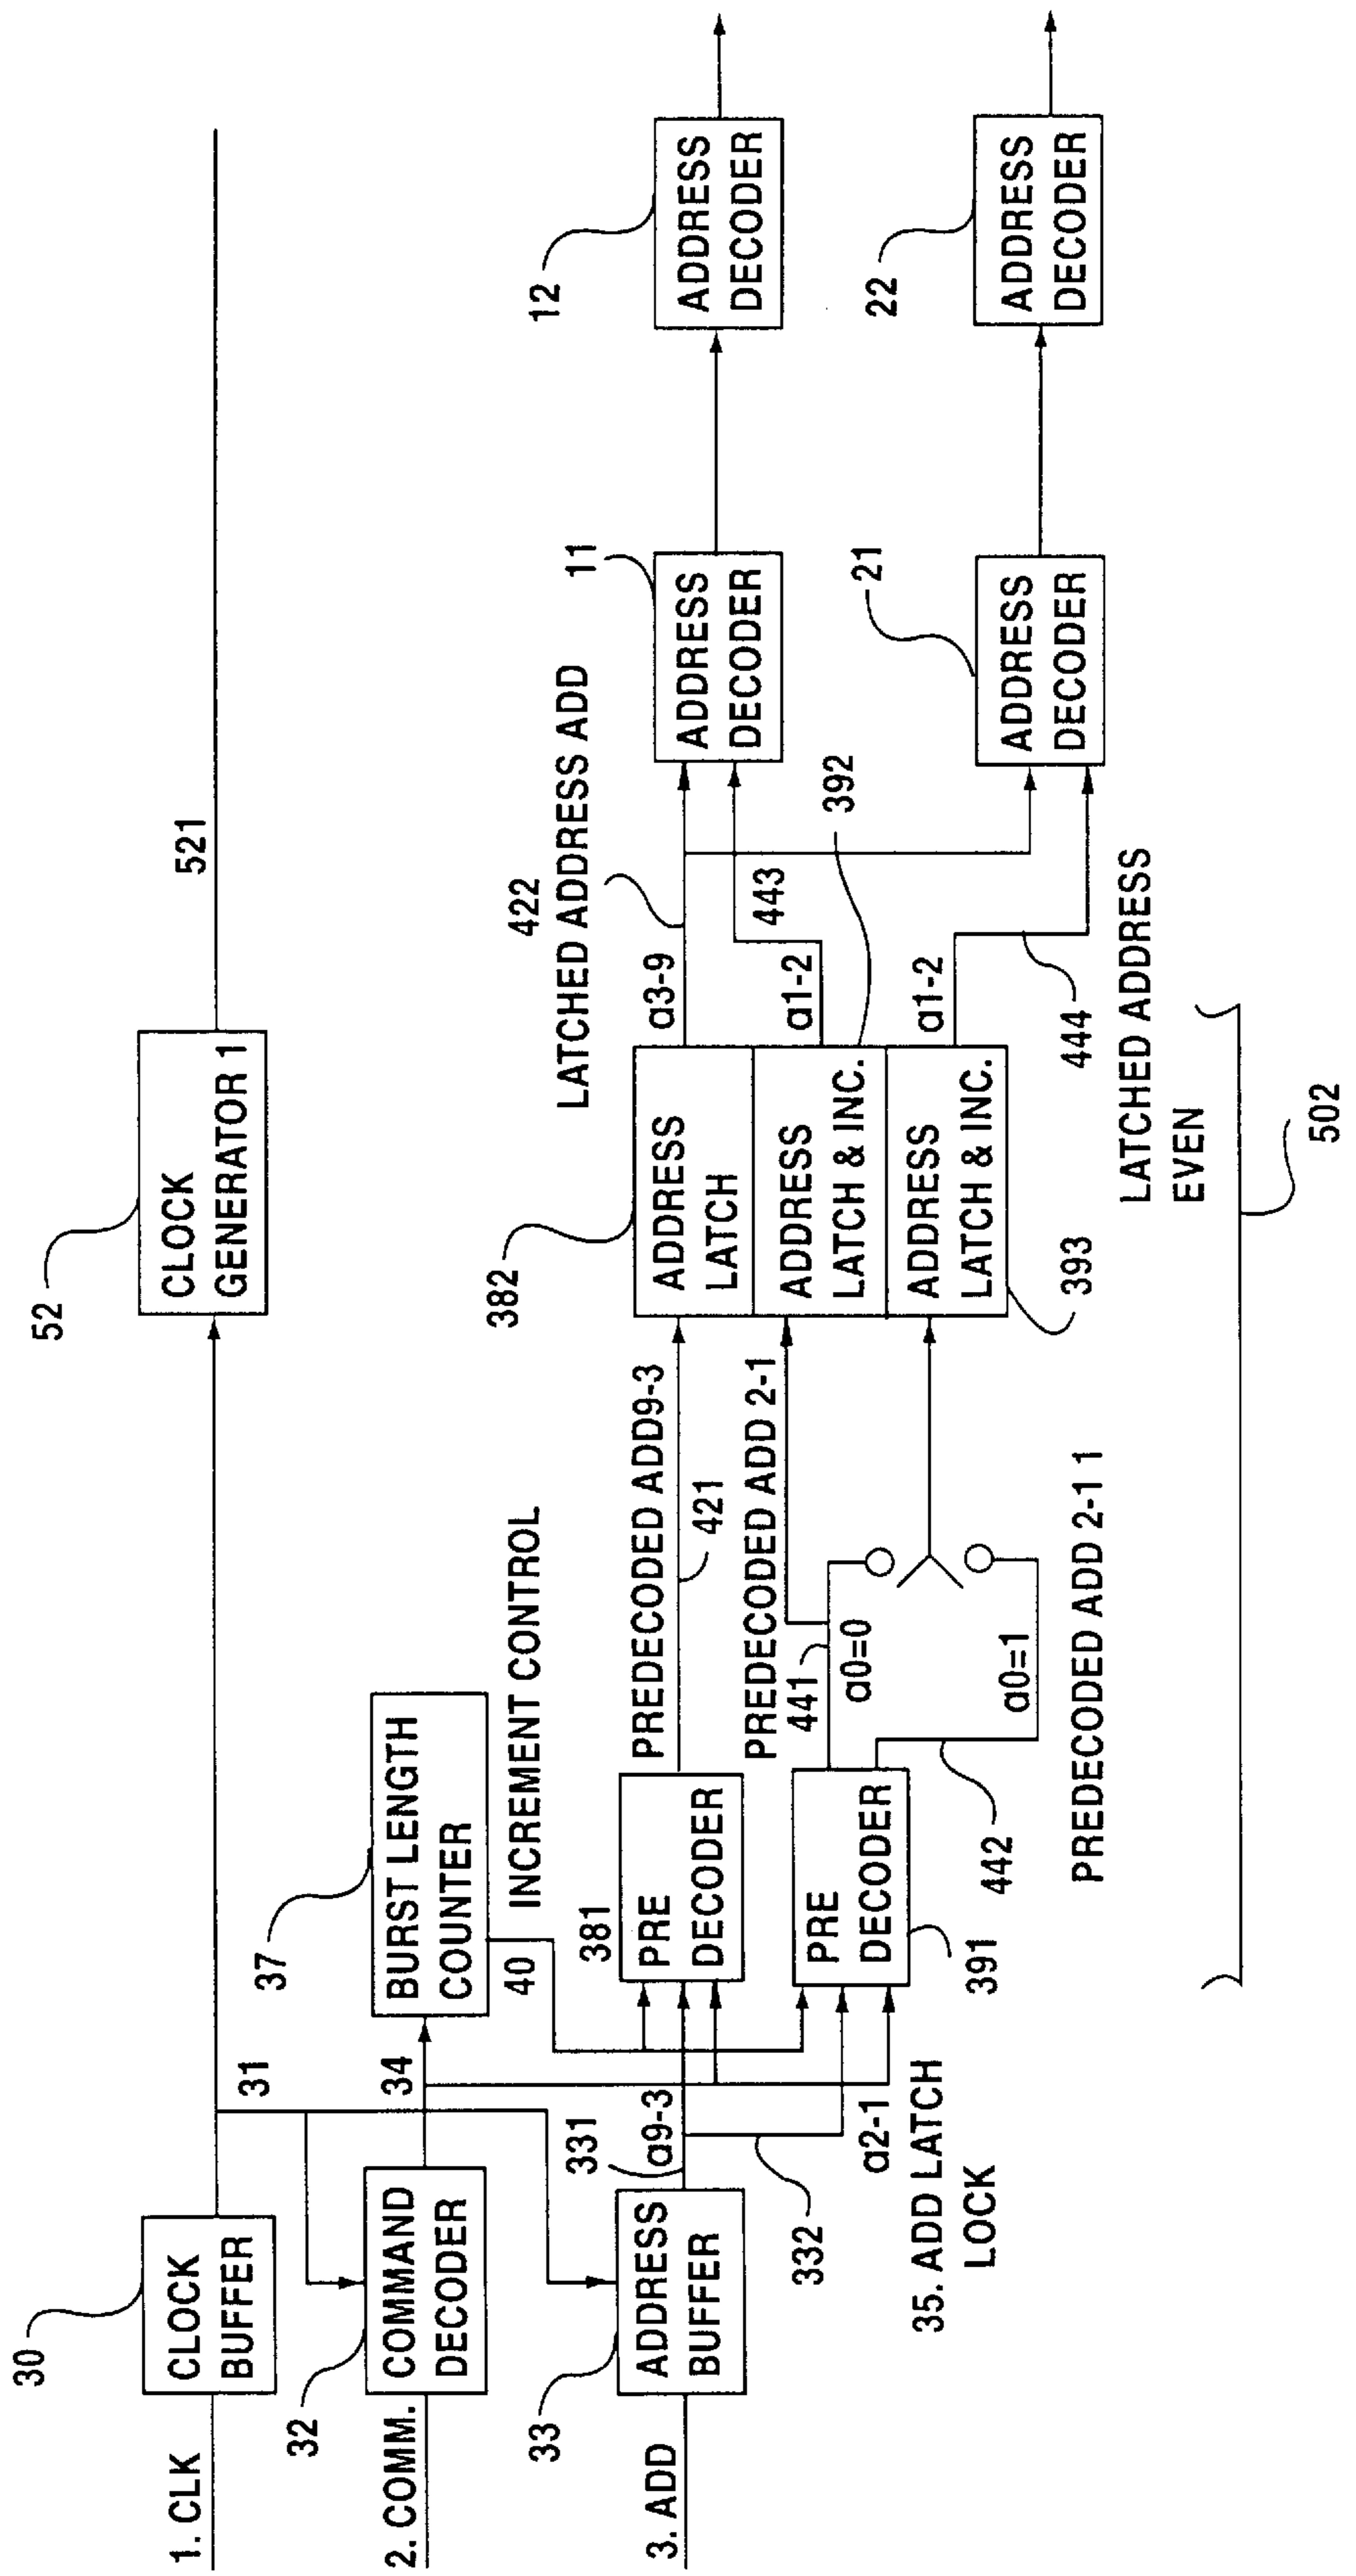 1. CLK
30
CLOCK
BUFFER
31
52
CLOCK
GENERATOR 1
521
2. COMM.
32
COMMAND
DECODER
34
37
BURST LENGTH
COUNTER
40
INCREMENT CONTROL
3. ADD
33
ADDRESS
BUFFER
331
a9-3
332
a2-1
35. ADD LATCH
LOCK
381
PRE
DECODER
PREDECODED ADD9-3
421
PRE
DECODER
391
PREDECODED ADD 2-1
441
a0=0
a0=1
442
PREDECODED ADD 2-1 1
382
ADDRESS
LATCH
ADDRESS
LATCH & INC.
ADDRESS
LATCH & INC.
393
392
a3-9
a1-2
a1-2
422
LATCHED ADDRESS ADD
443
444
LATCHED ADDRESS
EVEN
502
11
ADDRESS
DECODER
12
ADDRESS
DECODER
21
ADDRESS
DECODER
22
ADDRESS
DECODER